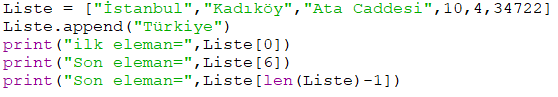 Liste = ["İstanbul","Kadıköy","Ata Caddesi",10,4,34722]
Liste.append("Türkiye")
print("ilk eleman=",Liste[0])
print("Son eleman=",Liste[6])
print("Son eleman=",Liste[len(Liste)-1])